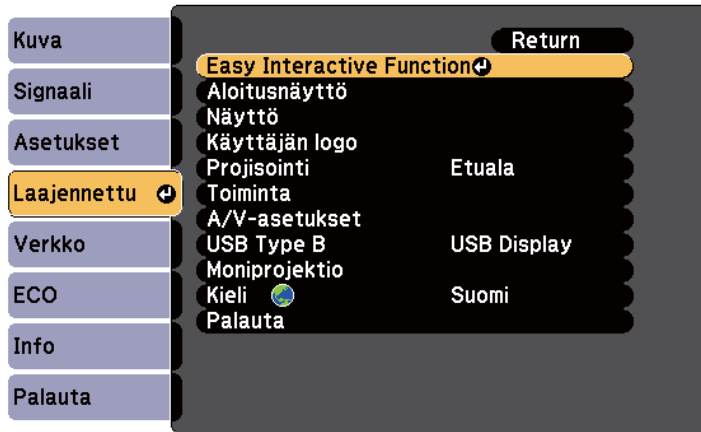 Kuva
Signaali
Asetukset
Laajennettu
Verkko
ECO
Info
Palauta
Return
Easy Interactive Function
Aloitusnäyttö
Näyttö
Käyttäjän logo
Projisointi Etuala
Toiminta
A/V-asetukset
USB Type B USB Display
Moniprojektio
Kieli Suomi
Palauta